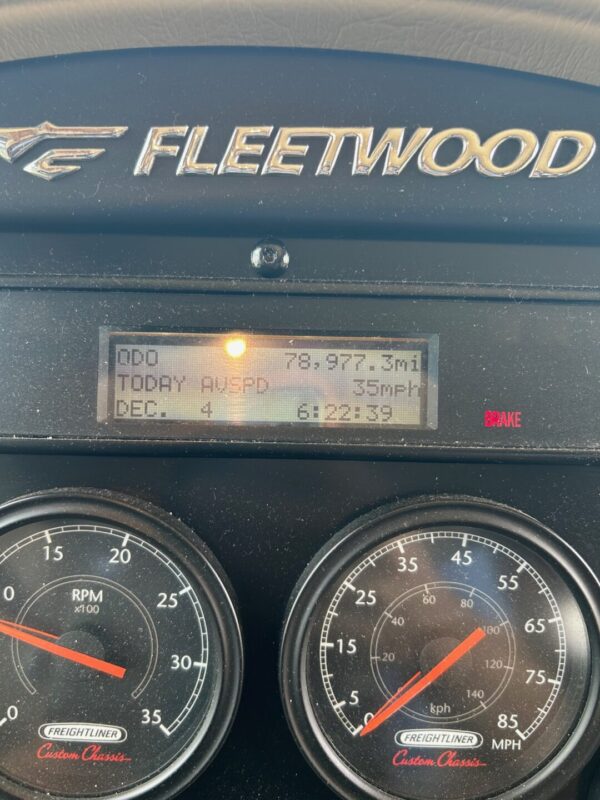 FLEETWOOD
ODO 78,977.3mi
TODAY AVSPD 35mph
DEC. 4 6:22:39
BRAKE
0
15
20
25
30
35
0
RPM
x100
FREIGHTLINER
Custom Chassis
5
15
25
35
45
55
65
75
85
MPH
20
40
60
80
100
120
140
kph
FREIGHTLINER
Custom Chassis